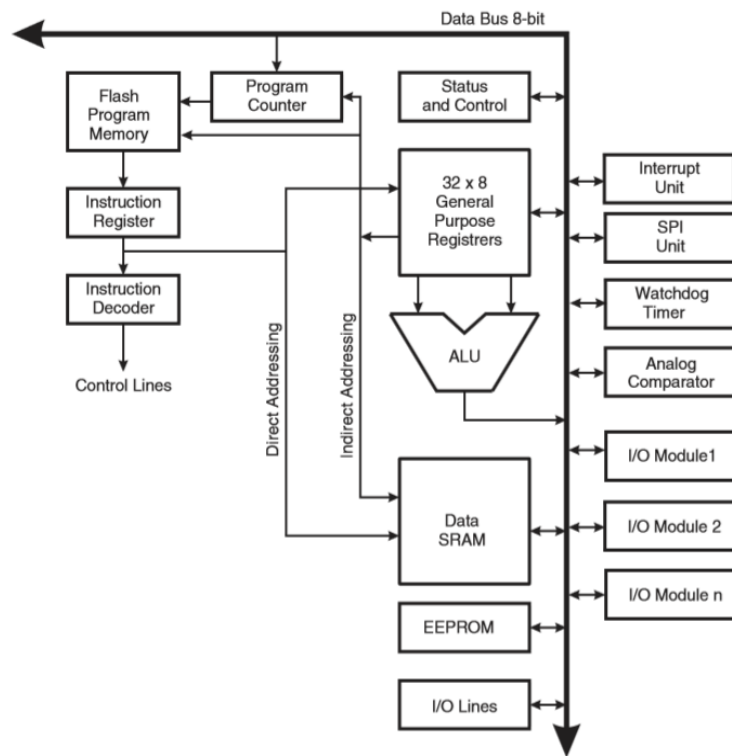 Data Bus 8-bit
Flash
Program
Memory
Program
Counter
Status
and Control
32 x 8
General
Purpose
Registrers
Interrupt
Unit
Instruction
Register
SPI
Unit
Instruction
Decoder
Watchdog
Timer
Control Lines
Direct Addressing
Indirect Addressing
ALU
Analog
Comparator
I/O Module1
Data
SRAM
I/O Module 2
I/O Module n
EEPROM
I/O Lines